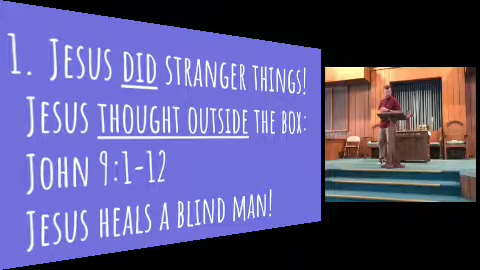 1. Jesus did stranger things!
Jesus thought outside the box:
John 9:1-12
Jesus heals a blind man!